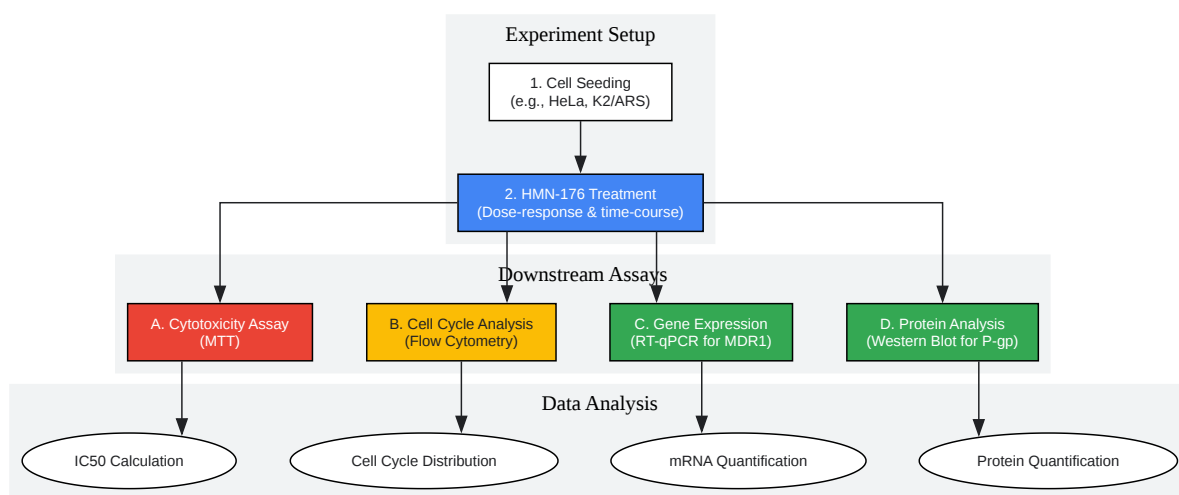 Experiment Setup
1. Cell Seeding
(e.g., HeLa, K2/ARS)
2. HMN-176 Treatment
(Dose-response & time-course)
Downstream Assays
A. Cytotoxicity Assay
(MTT)
B. Cell Cycle Analysis
(Flow Cytometry)
C. Gene Expression
(RT-qPCR for MDR1)
D. Protein Analysis
(Western Blot for P-gp)
Data Analysis
IC50 Calculation
Cell Cycle Distribution
mRNA Quantification
Protein Quantification